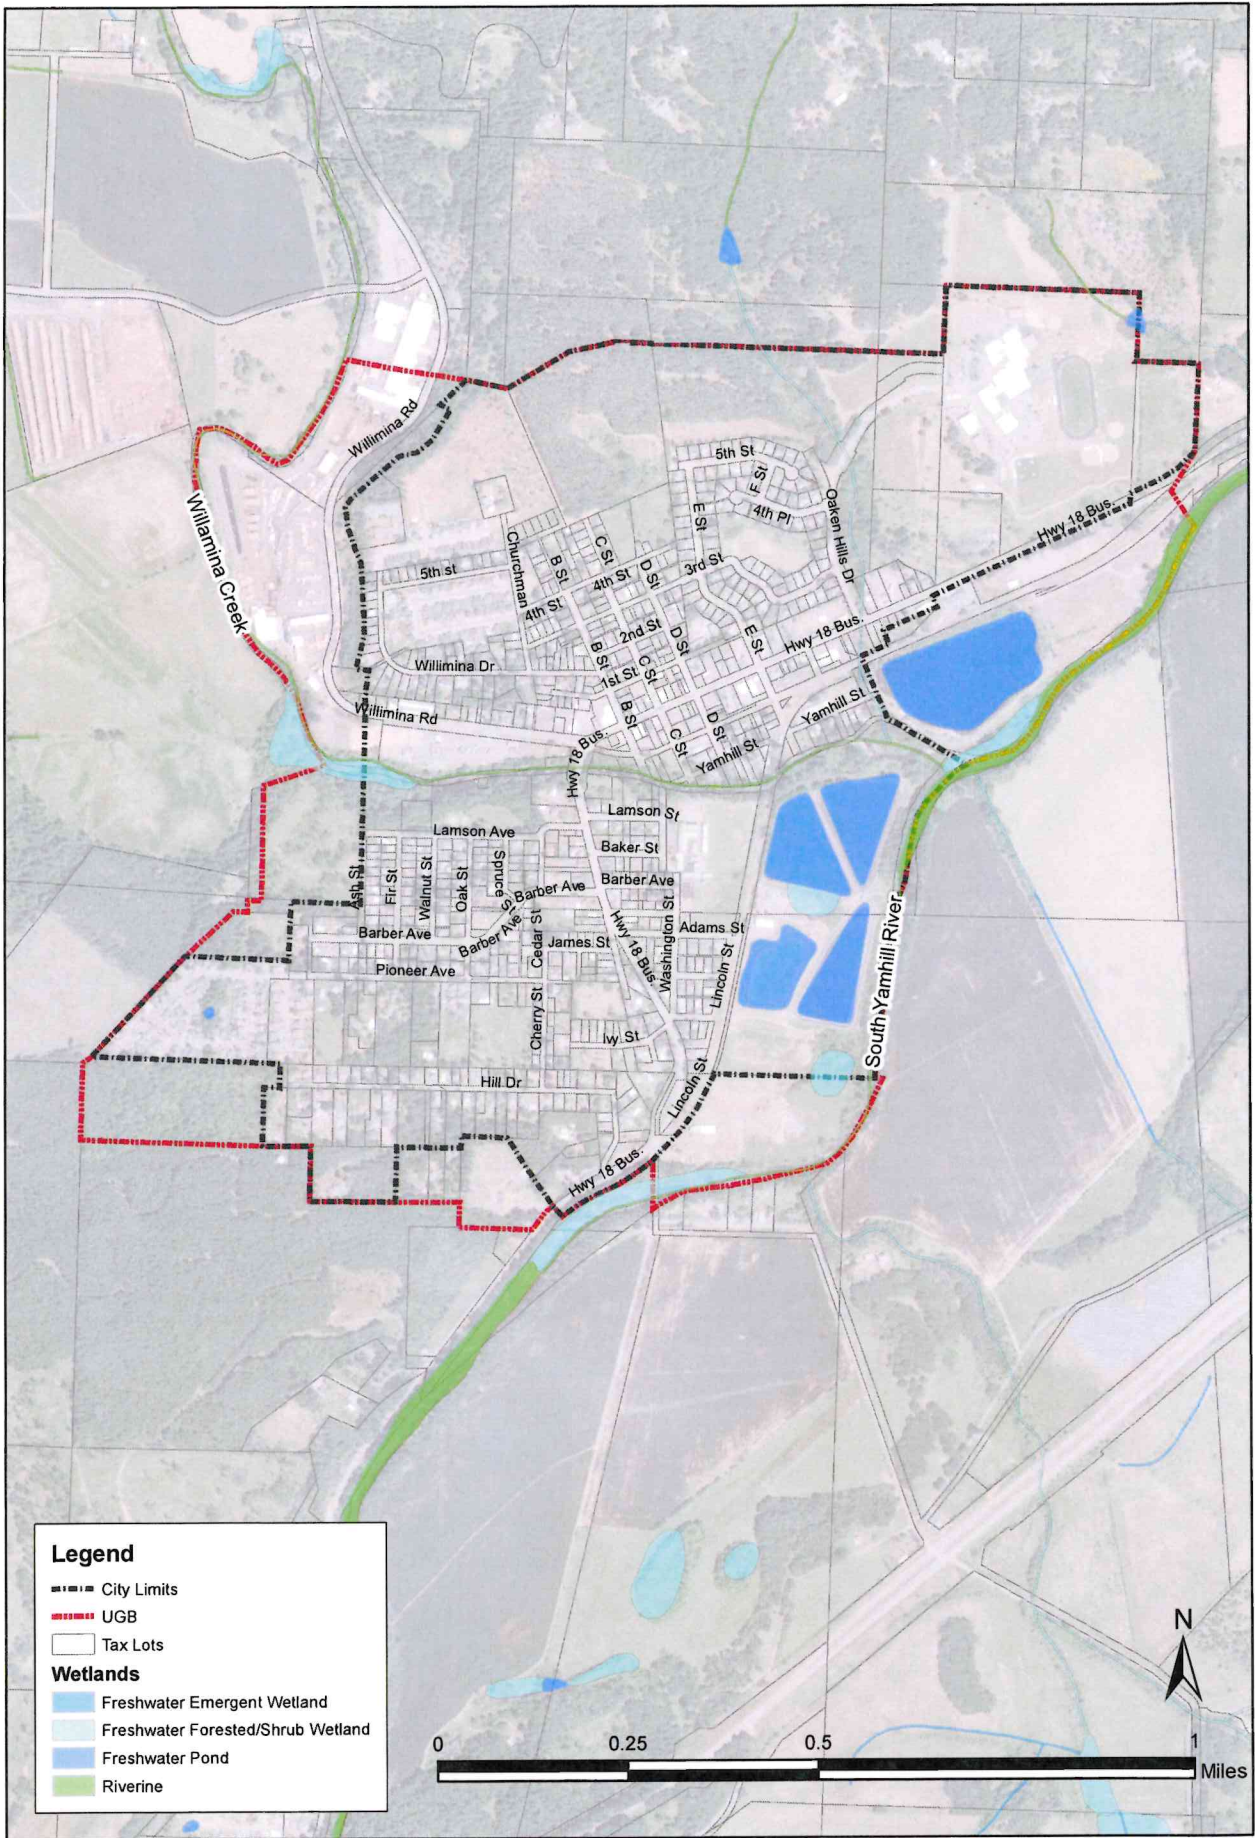 Willimina Rd
5th St
F St
4th Pl
E St
Oaken Hills Dr
Hwy 18 Bus.
Willamina Creek
Churchman
B St
C St
5th st
4th St
D St
3rd St
4th St
2nd St
D St
E St
Hwy 18 Bus.
B St
C St
1st St
Willimina Dr
Willimina Rd
B St
Yamhill St
D St
C St
Yamhill St
Hwy 18 Bus.
Lamson St
Lamson Ave
Baker St
Ash St
Fir St
Walnut St
Oak St
Spruce St
Barber Ave
Barber Ave
Barber Ave
Barber Ave
Cedar St
James St
Hwy 18 Bus.
Washington St
Adams St
Lincoln St
South Yamhill River
Pioneer Ave
Cherry St
Ivy St
Hill Dr
Lincoln St
Hwy 18 Bus.
Legend
City Limits
UGB
Tax Lots
Wetlands
Freshwater Emergent Wetland
Freshwater Forested/Shrub Wetland
Freshwater Pond
Riverine
N
0 0.25 0.5 1
Miles